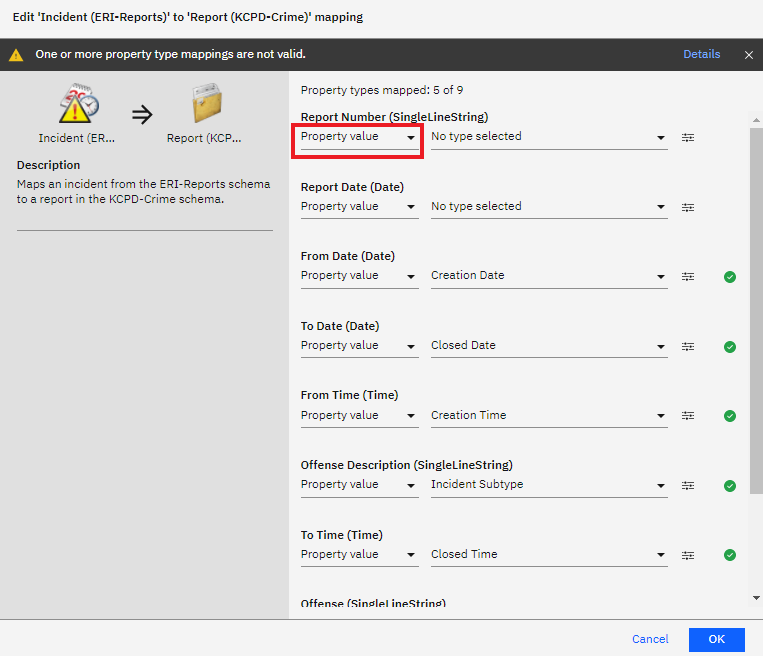 Edit 'Incident (ERI-Reports)' to 'Report (KCPD-Crime)' mapping
One or more property type mappings are not valid.
Details
Incident (ER...
Report (KCP...
Description
Maps an incident from the ERI-Reports schema
to a report in the KCPD-Crime schema.
Property types mapped: 5 of 9
Report Number (SingleLineString)
Property value
No type selected
Report Date (Date)
Property value
No type selected
From Date (Date)
Property value
Creation Date
To Date (Date)
Property value
Closed Date
From Time (Time)
Property value
Creation Time
Offense Description (SingleLineString)
Property value
Incident Subtype
To Time (Time)
Property value
Closed Time
Offense (SingleLineString)
Cancel
OK